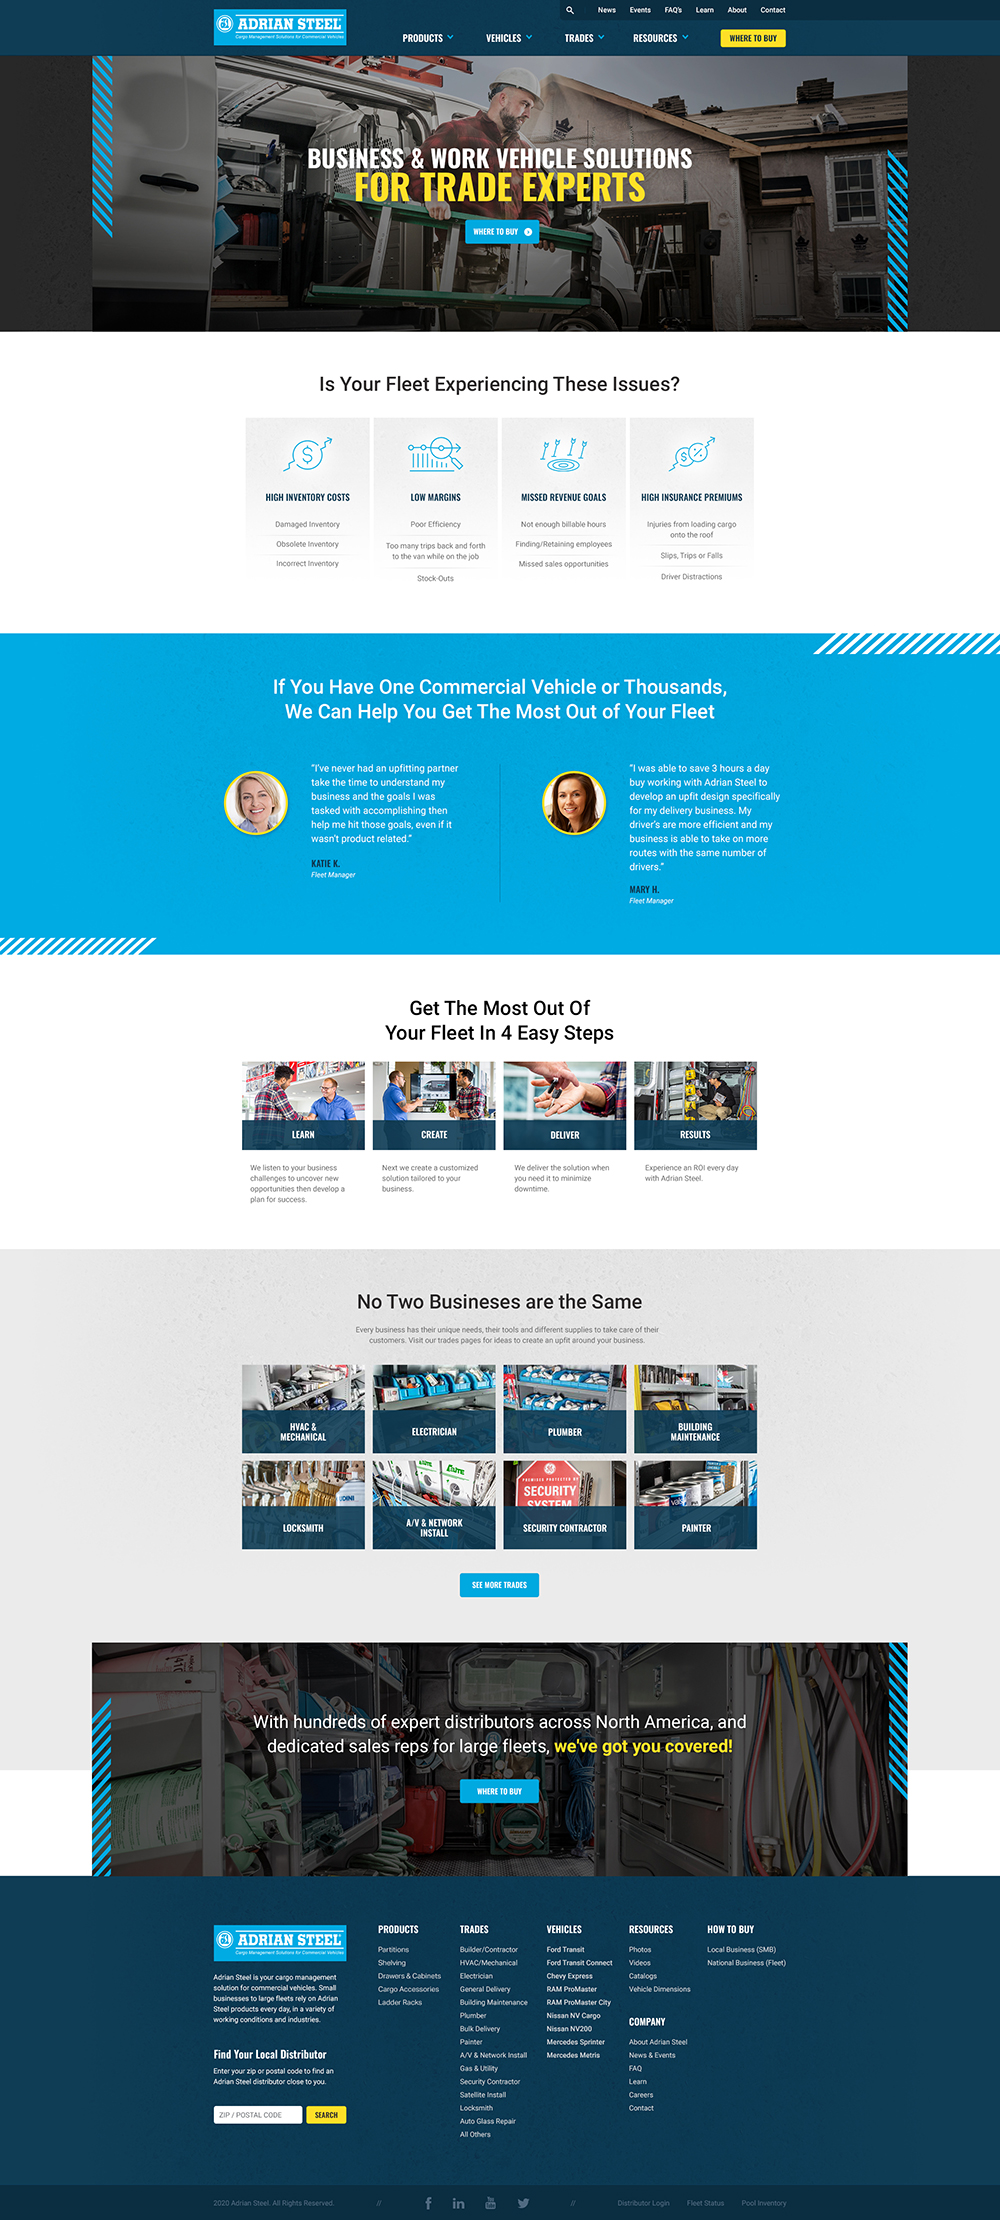 ADRIAN STEEL
Cargo Management Solutions for Commercial Vehicles
News Events FAQ's Learn About Contact
PRODUCTS VEHICLES TRADES RESOURCES WHERE TO BUY
BUSINESS & WORK VEHICLE SOLUTIONS
FOR TRADE EXPERTS
WHERE TO BUY
Is Your Fleet Experiencing These Issues?
HIGH INVENTORY COSTS
Damaged Inventory
Obsolete Inventory
Incorrect Inventory
LOW MARGINS
Poor Efficiency
Too many trips back and forth
to the van while on the job
Stock-Outs
MISSED REVENUE GOALS
Not enough billable hours
Finding/Retaining employees
Missed sales opportunities
HIGH INSURANCE PREMIUMS
Injuries from loading cargo
onto the roof
Slips, Trips or Falls
Driver Distractions
If You Have One Commercial Vehicle or Thousands,
We Can Help You Get The Most Out of Your Fleet
“I've never had an upfitting partner
take the time to understand my
business and the goals I was
tasked with accomplishing then
help me hit those goals, even if it
wasn't product related.”
KATIE K.
Fleet Manager
“I was able to save 3 hours a day
buy working with Adrian Steel to
develop an upfit design specifically
for my delivery business. My
driver's are more efficient and my
business is able to take on more
routes with the same number of
drivers.”
MARY H.
Fleet Manager
Get The Most Out Of
Your Fleet In 4 Easy Steps
LEARN
We listen to your business
challenges to uncover new
opportunities then develop a
plan for success.
CREATE
Next we create a customized
solution tailored to your
business.
DELIVER
We deliver the solution when
you need it to minimize
downtime.
RESULTS
Experience an ROI every day
with Adrian Steel.
No Two Busineses are the Same
Every business has their unique needs, their tools and different supplies to take care of their
customers. Visit our trades pages for ideas to create an upfit around your business.
HVAC &
MECHANICAL
ELECTRICIAN
PLUMBER
BUILDING
MAINTENANCE
LOCKSMITH
A/V & NETWORK
INSTALL
PREMISES PROTECTED BY
SECURITY
SYSTEM
SECURITY CONTRACTOR
PAINTER
SEE MORE TRADES
With hundreds of expert distributors across North America, and
dedicated sales reps for large fleets, we've got you covered!
WHERE TO BUY
ADRIAN STEEL
Cargo Management Solutions for Commercial Vehicles
Adrian Steel is your cargo management
solution for commercial vehicles. Small
businesses to large fleets rely on Adrian
Steel products every day, in a variety of
working conditions and industries.
Find Your Local Distributor
Enter your zip or postal code to find an
Adrian Steel distributor close to you.
ZIP / POSTAL CODE SEARCH
PRODUCTS
Partitions
Shelving
Drawers & Cabinets
Cargo Accessories
Ladder Racks
TRADES
Builder/Contractor
HVAC/Mechanical
Electrician
General Delivery
Building Maintenance
Plumber
Bulk Delivery
Painter
A/V & Network Install
Gas & Utility
Security Contractor
Satellite Install
Locksmith
Auto Glass Repair
All Others
VEHICLES
Ford Transit
Ford Transit Connect
Chevy Express
RAM ProMaster
RAM ProMaster City
Nissan NV Cargo
Nissan NV200
Mercedes Sprinter
Mercedes Metris
RESOURCES
Photos
Videos
Catalogs
Vehicle Dimensions
COMPANY
About Adrian Steel
News & Events
FAQ
Learn
Careers
Contact
HOW TO BUY
Local Business (SMB)
National Business (Fleet)
2020 Adrian Steel. All Rights Reserved. // // Distributor Login Fleet Status Pool Inventory